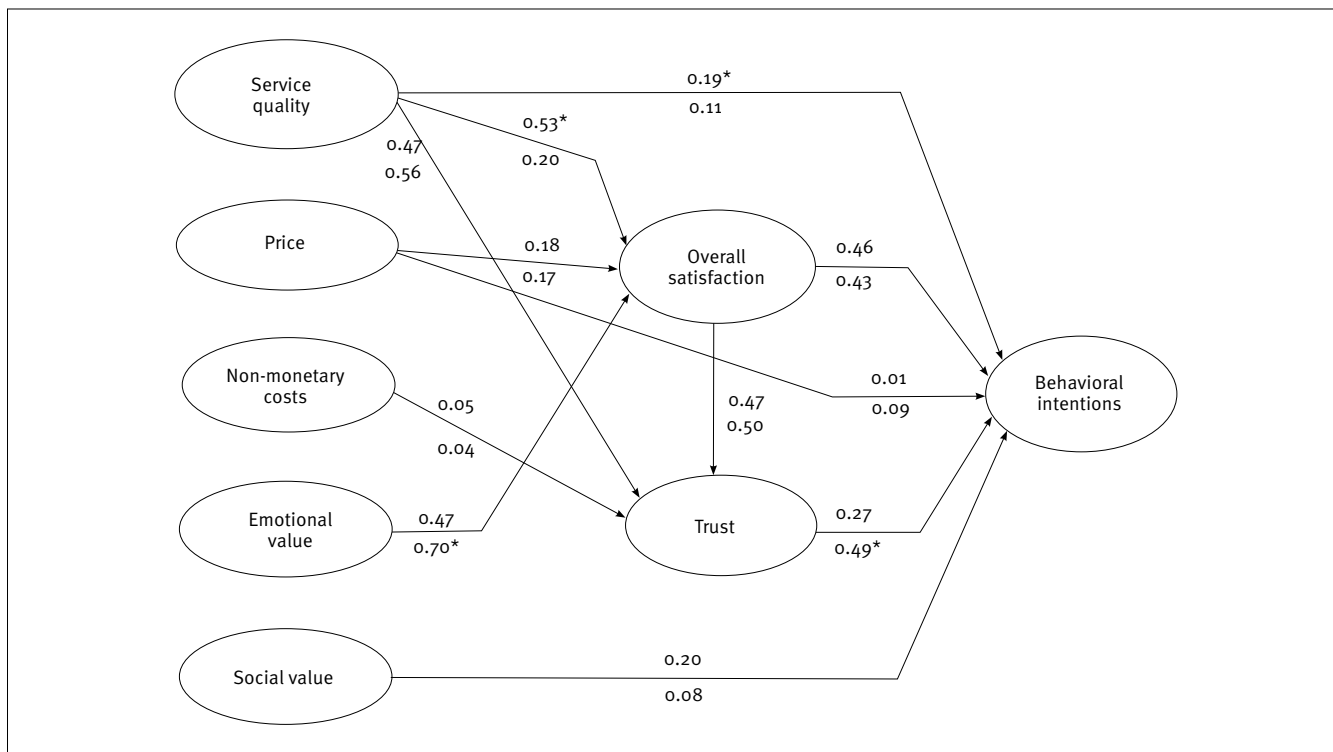 Service
quality
0.19*
0.11
0.53*
0.20
0.47
0.56
Price
0.18
0.17
Overall
satisfaction
0.46
0.43
Non-monetary
costs
0.05
0.04
0.47
0.50
0.01
0.09
Behavioral
intentions
Emotional
value
0.47
0.70*
Trust
0.27
0.49*
Social value
0.20
0.08